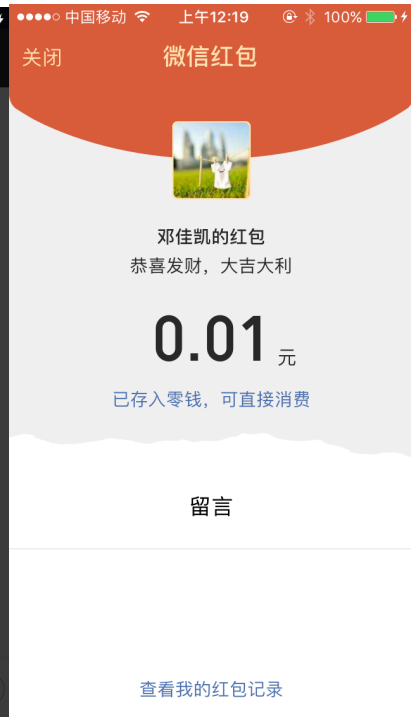 中国移动 上午12:19 100%
关闭 微信红包
邓佳凯的红包
恭喜发财，大吉大利
0.01 元
已存入零钱，可直接消费
留言
查看我的红包记录